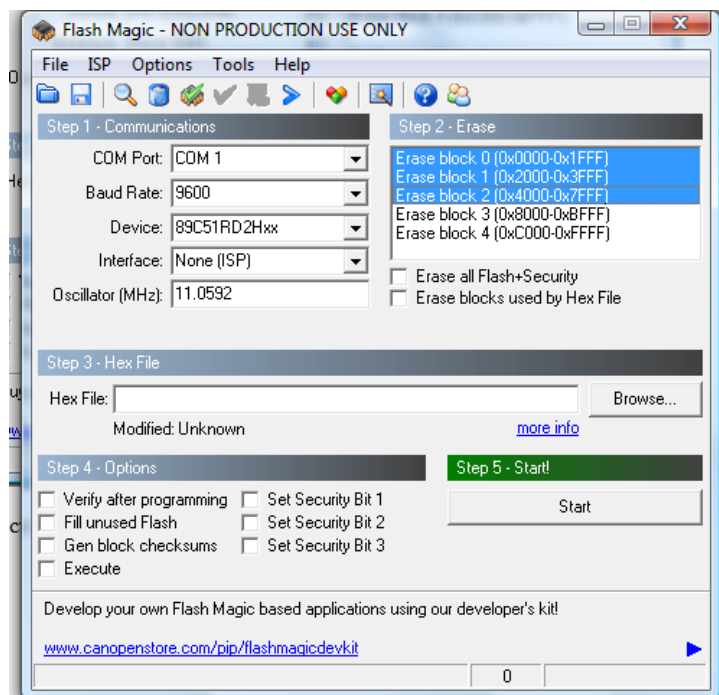 Flash Magic - NON PRODUCTION USE ONLY
File ISP Options Tools Help
Step 1 - Communications
COM Port: COM 1
Baud Rate: 9600
Device: 89C51RD2Hxx
Interface: None (ISP)
Oscillator (MHz): 11.0592
Step 2 - Erase
Erase block 0 (0x0000-0x1FFF)
Erase block 1 (0x2000-0x3FFF)
Erase block 2 (0x4000-0x7FFF)
Erase block 3 (0x8000-0xBFFF)
Erase block 4 (0xC000-0xFFFF)
Erase all Flash+Security
Erase blocks used by Hex File
Step 3 - Hex File
Hex File: Browse...
Modified: Unknown more info
Step 4 - Options
Verify after programming Set Security Bit 1
Fill unused Flash Set Security Bit 2
Gen block checksums Set Security Bit 3
Execute
Step 5 - Start!
Start
Develop your own Flash Magic based applications using our developer's kit!
www.canopenstore.com/pip/flashmagicdevkit
0